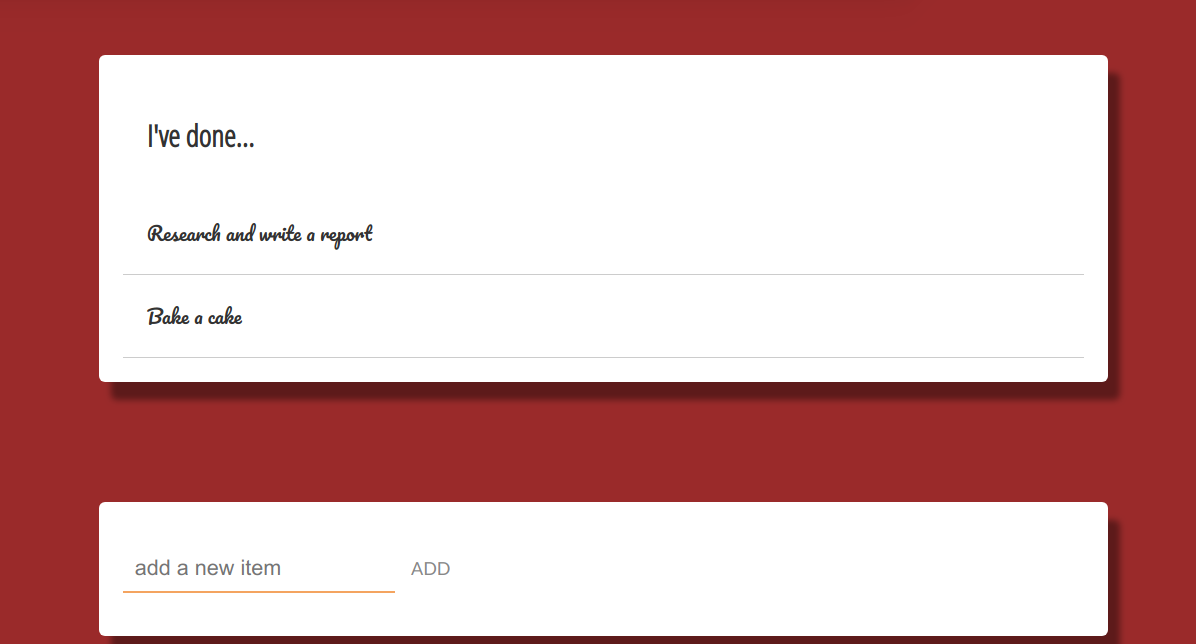 I've done...
Research and write a report
Bake a cake
add a new item
ADD